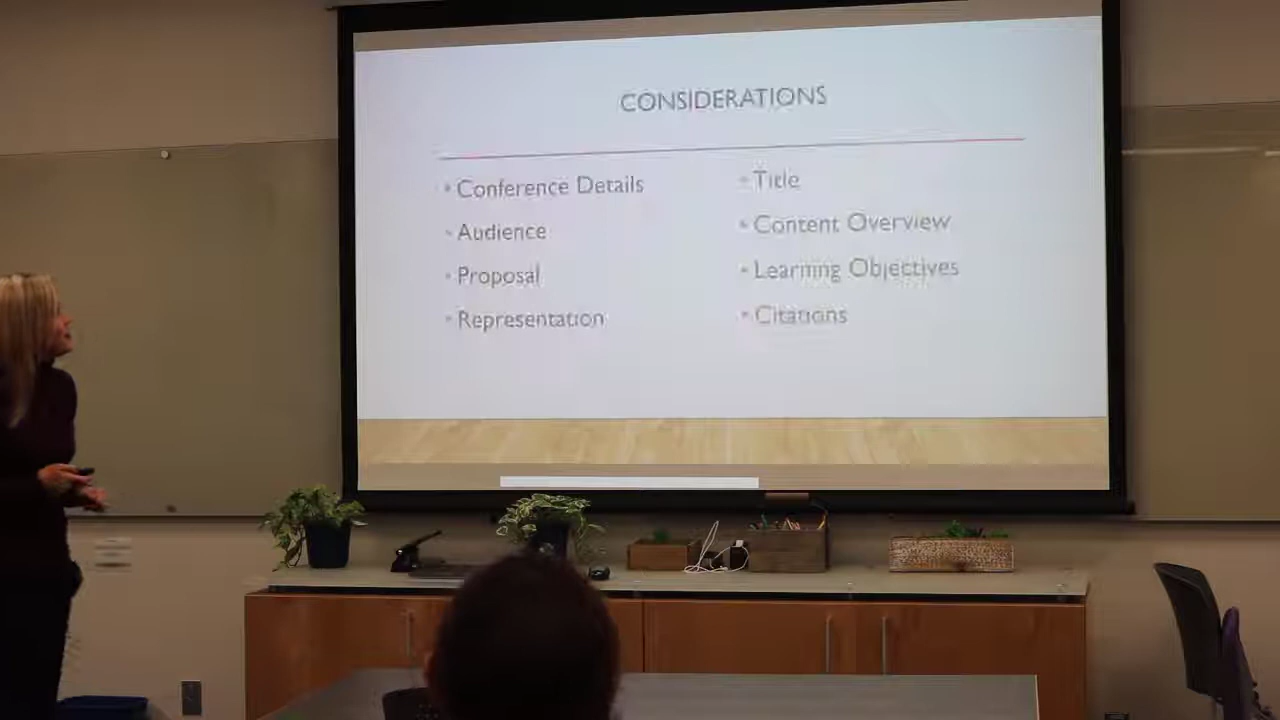 CONSIDERATIONS
• Conference Details
• Audience
• Proposal
• Representation
• Title
• Content Overview
• Learning Objectives
• Citations